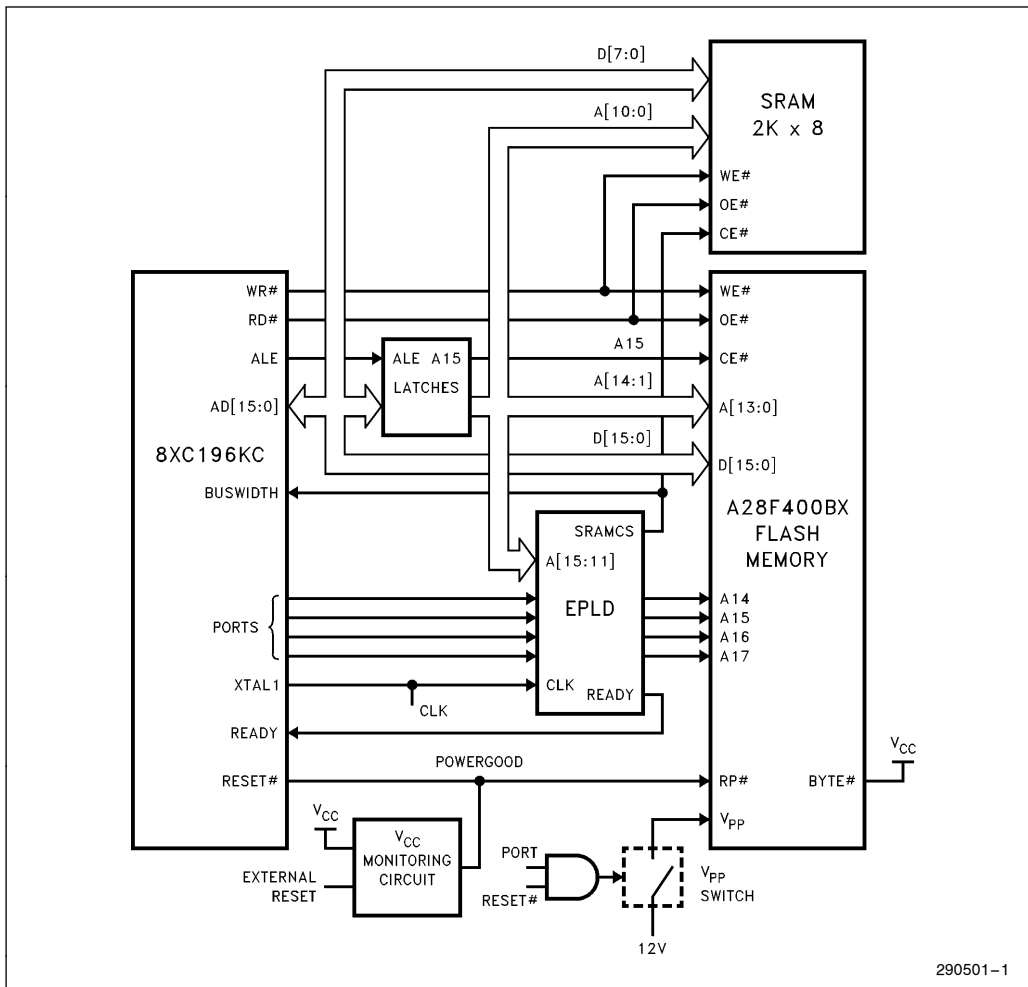 D[7:0]
SRAM
2K x 8
A[10:0]
WE#
OE#
CE#
WR#
RD#
ALE
AD[15:0]
8XC196KC
BUSWIDTH
PORTS
XTAL1
READY
RESET#
ALE A15
LATCHES
A15
A[14:1]
D[15:0]
WE#
OE#
CE#
A[13:0]
D[15:0]
A28F400BX
FLASH
MEMORY
SRAMCS
A[15:11]
EPLD
CLK
READY
A14
A15
A16
A17
CLK
POWERGOOD
RP#
BYTE#
VCC
VPP
VCC
VCC
MONITORING
CIRCUIT
EXTERNAL
RESET
PORT
RESET#
VPP
SWITCH
12V
290501-1